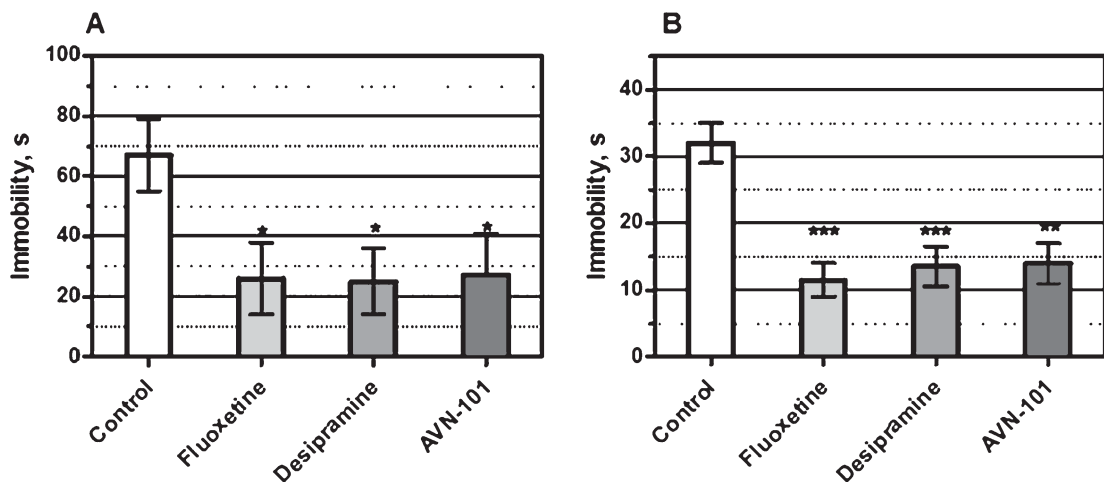 A
Immobility, s
100
80
60
40
20
0
*
*
*
Control
Fluoxetine
Desipramine
AVN-101
B
Immobility, s
40
30
20
10
0
***
***
**
Control
Fluoxetine
Desipramine
AVN-101